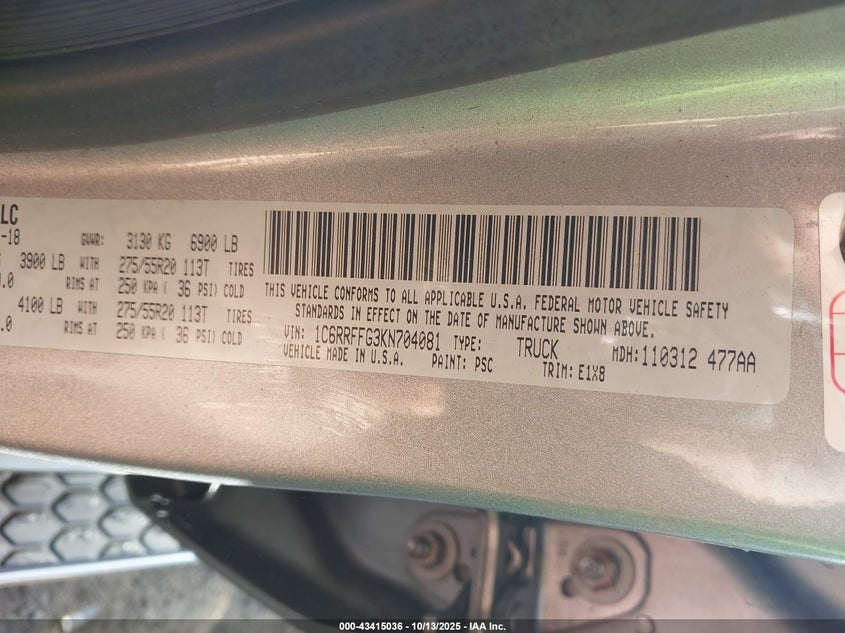 LC
-18 GVWR: 3130 KG 6900 LB
3900 LB WITH 275/55R20 113T TIRES
.0 RIMS AT 250 KPA ( 36 PSI) COLD
4100 LB WITH 275/55R20 113T TIRES
.0 RIMS AT 250 KPA ( 36 PSI) COLD
THIS VEHICLE CONFORMS TO ALL APPLICABLE U.S.A. FEDERAL MOTOR VEHICLE SAFETY
STANDARDS IN EFFECT ON THE DATE OF MANUFACTURE SHOWN ABOVE.
VIN: 1C6RRFFG3KN704081 TYPE: TRUCK MDH: 110312 477AA
VEHICLE MADE IN U.S.A. PAINT: PSC TRIM: E1X8
000-43415036 - 10/13/2025 - IAA Inc.